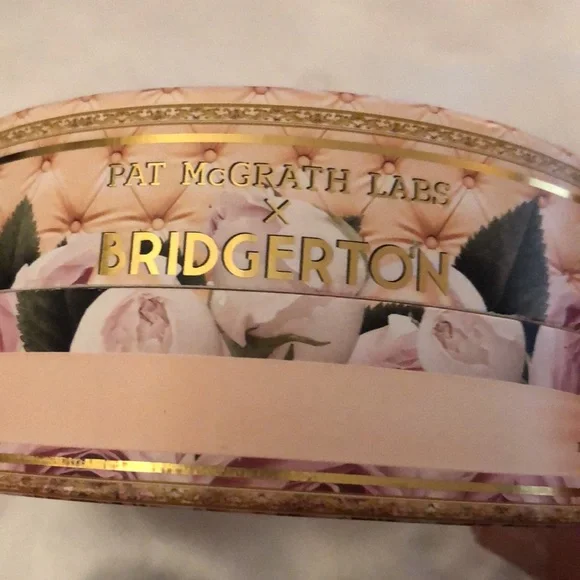 PAT McGRATH LABS
X
BRIDGERTON